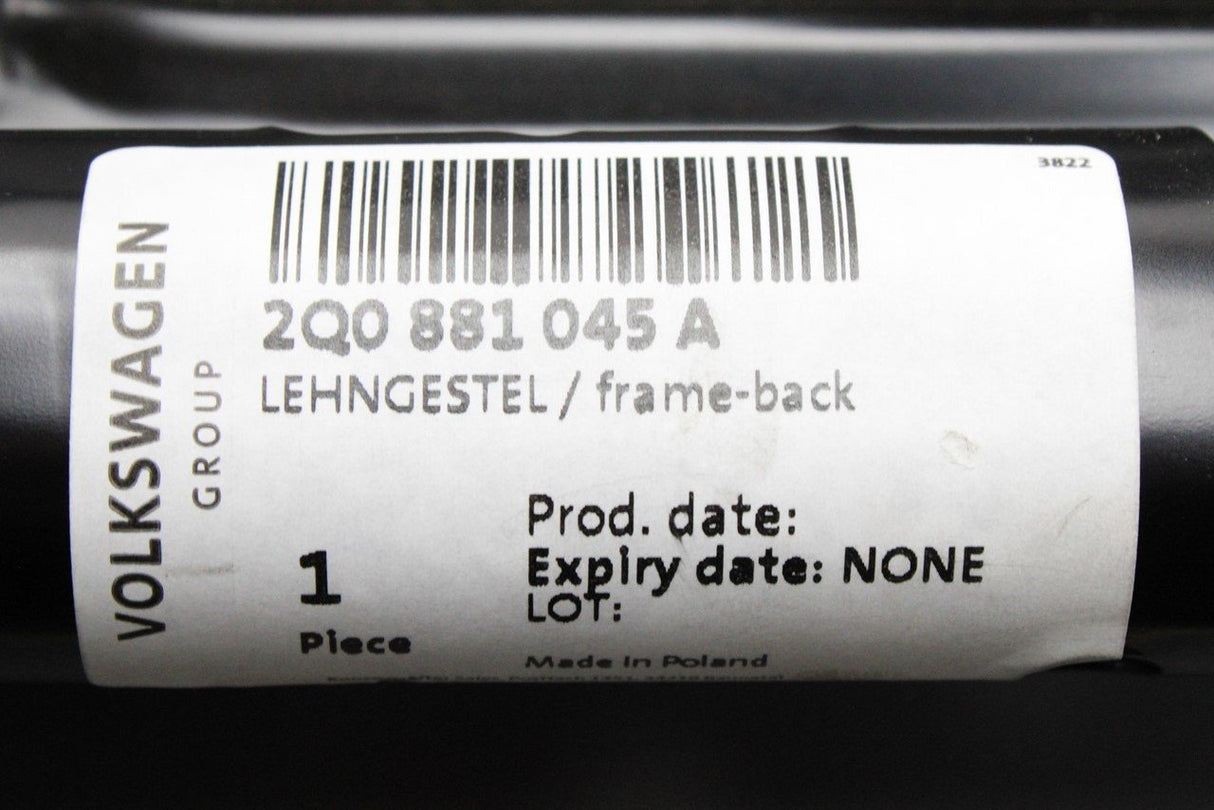 3822
VOLKSWAGEN
GROUP
2Q0 881 045 A
LEHNGESTEL / frame-back
Prod. date:
Expiry date: NONE
LOT:
1
Piece
Made in Poland